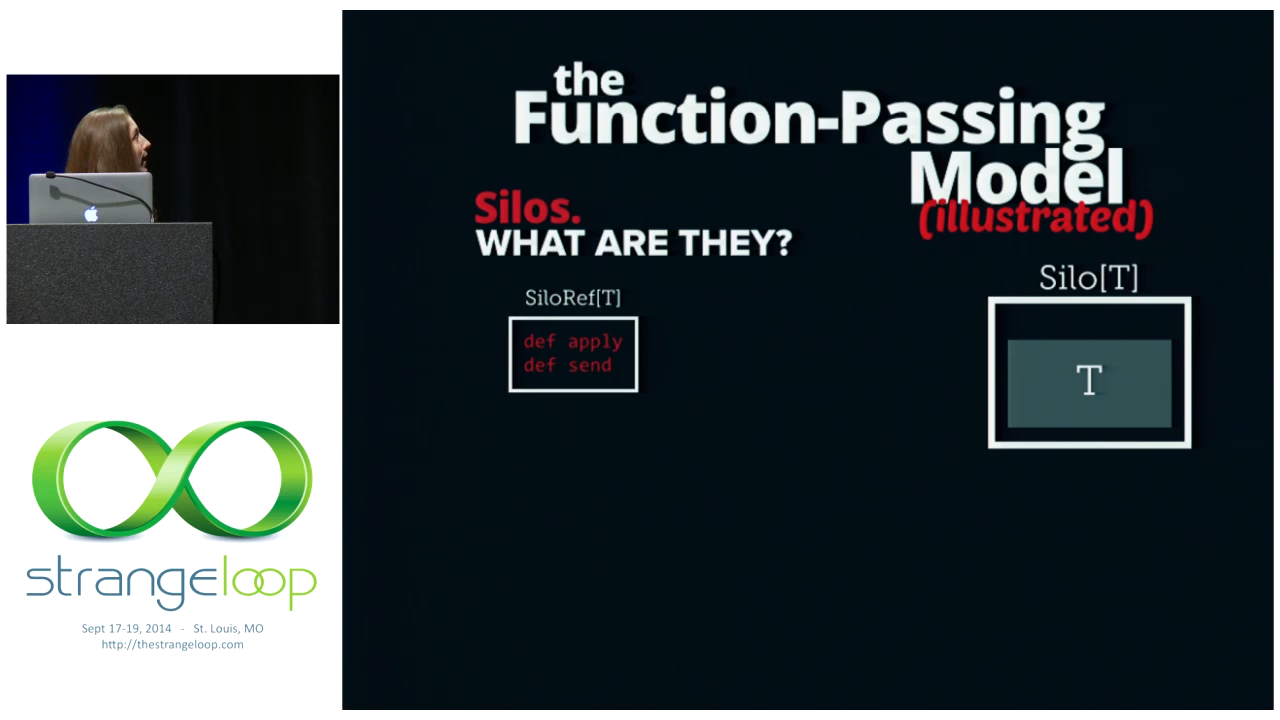 the
Function-Passing
Model
(illustrated)
Silos.
WHAT ARE THEY?
SiloRef[T]
def apply
def send
Silo[T]
T
strangeloop
Sept 17-19, 2014 - St. Louis, MO
http://thestrangeloop.com